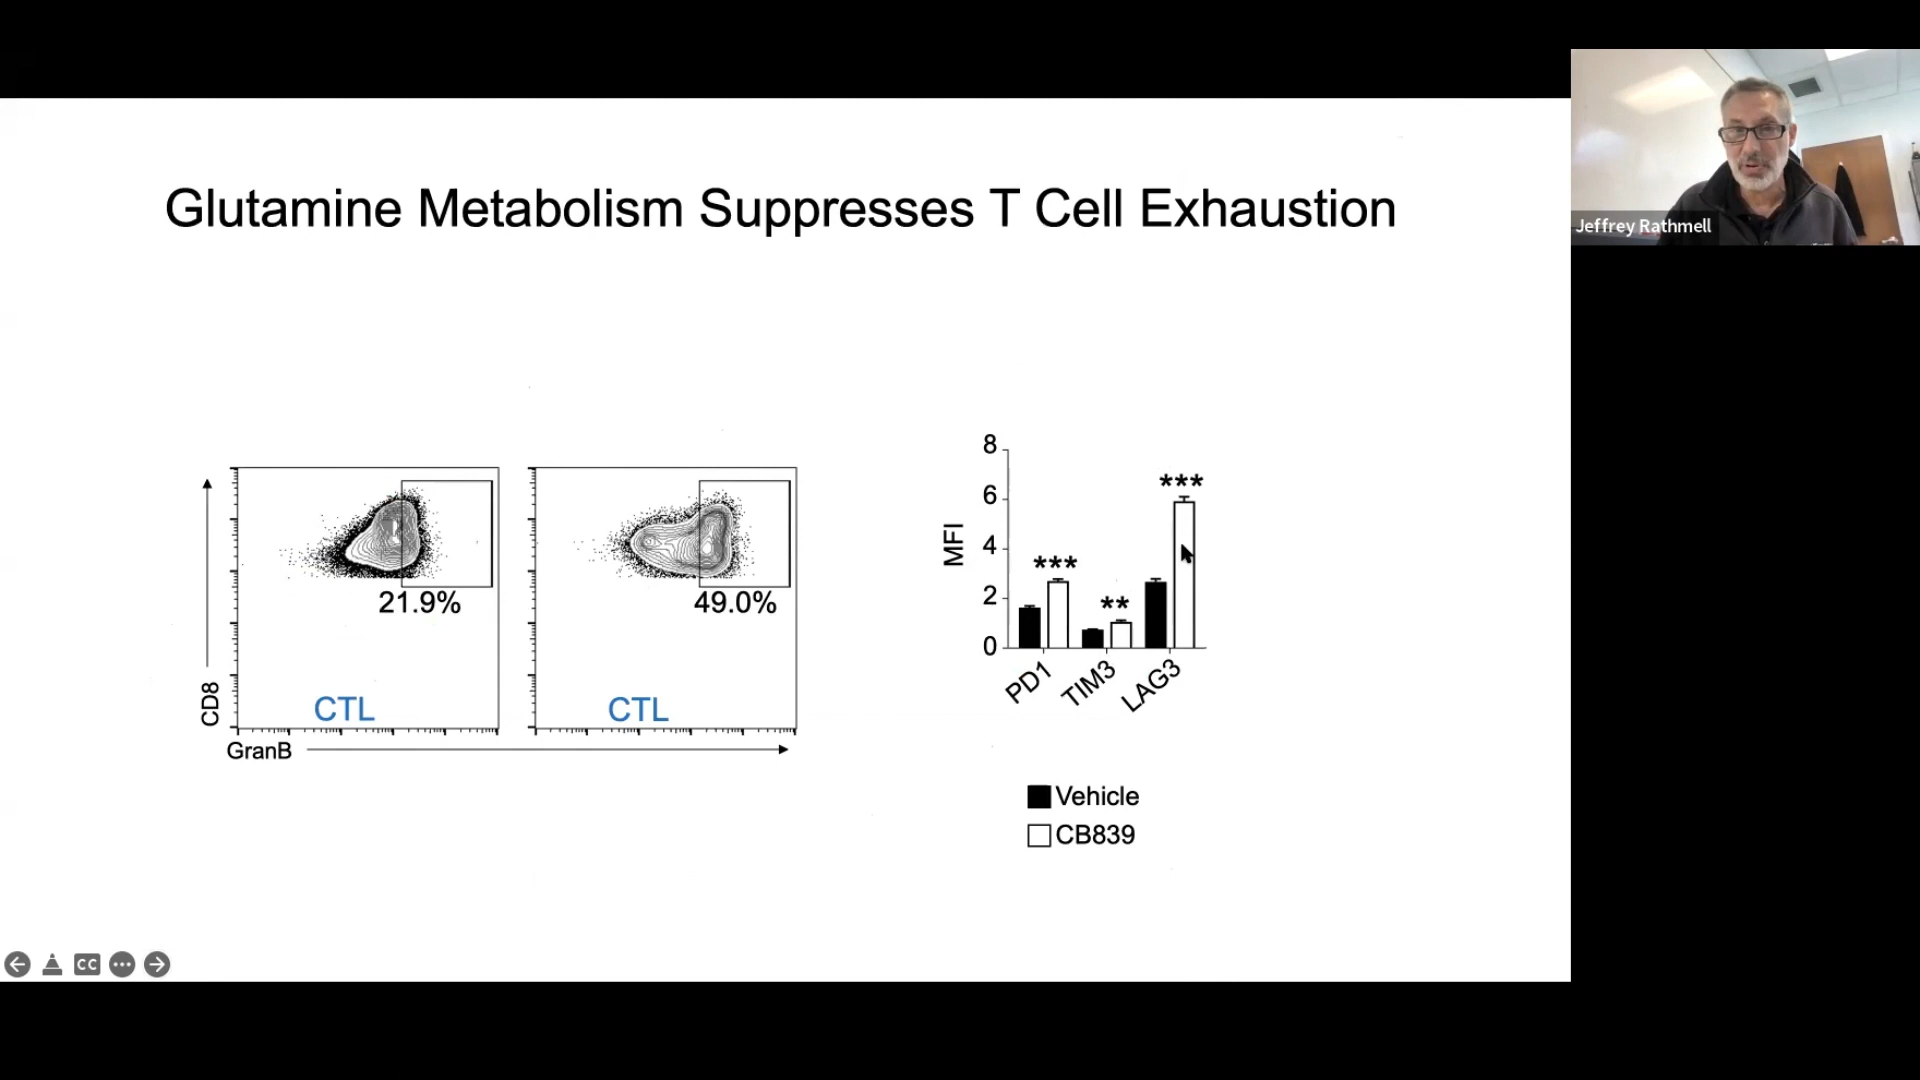 Glutamine Metabolism Suppresses T Cell Exhaustion
Jeffrey Rathmell
CD8
21.9%
49.0%
CTL
CTL
GranB
MFI
8
6
4
2
0
***
**
***
PD1
TIM3
LAG3
Vehicle
CB839
CC